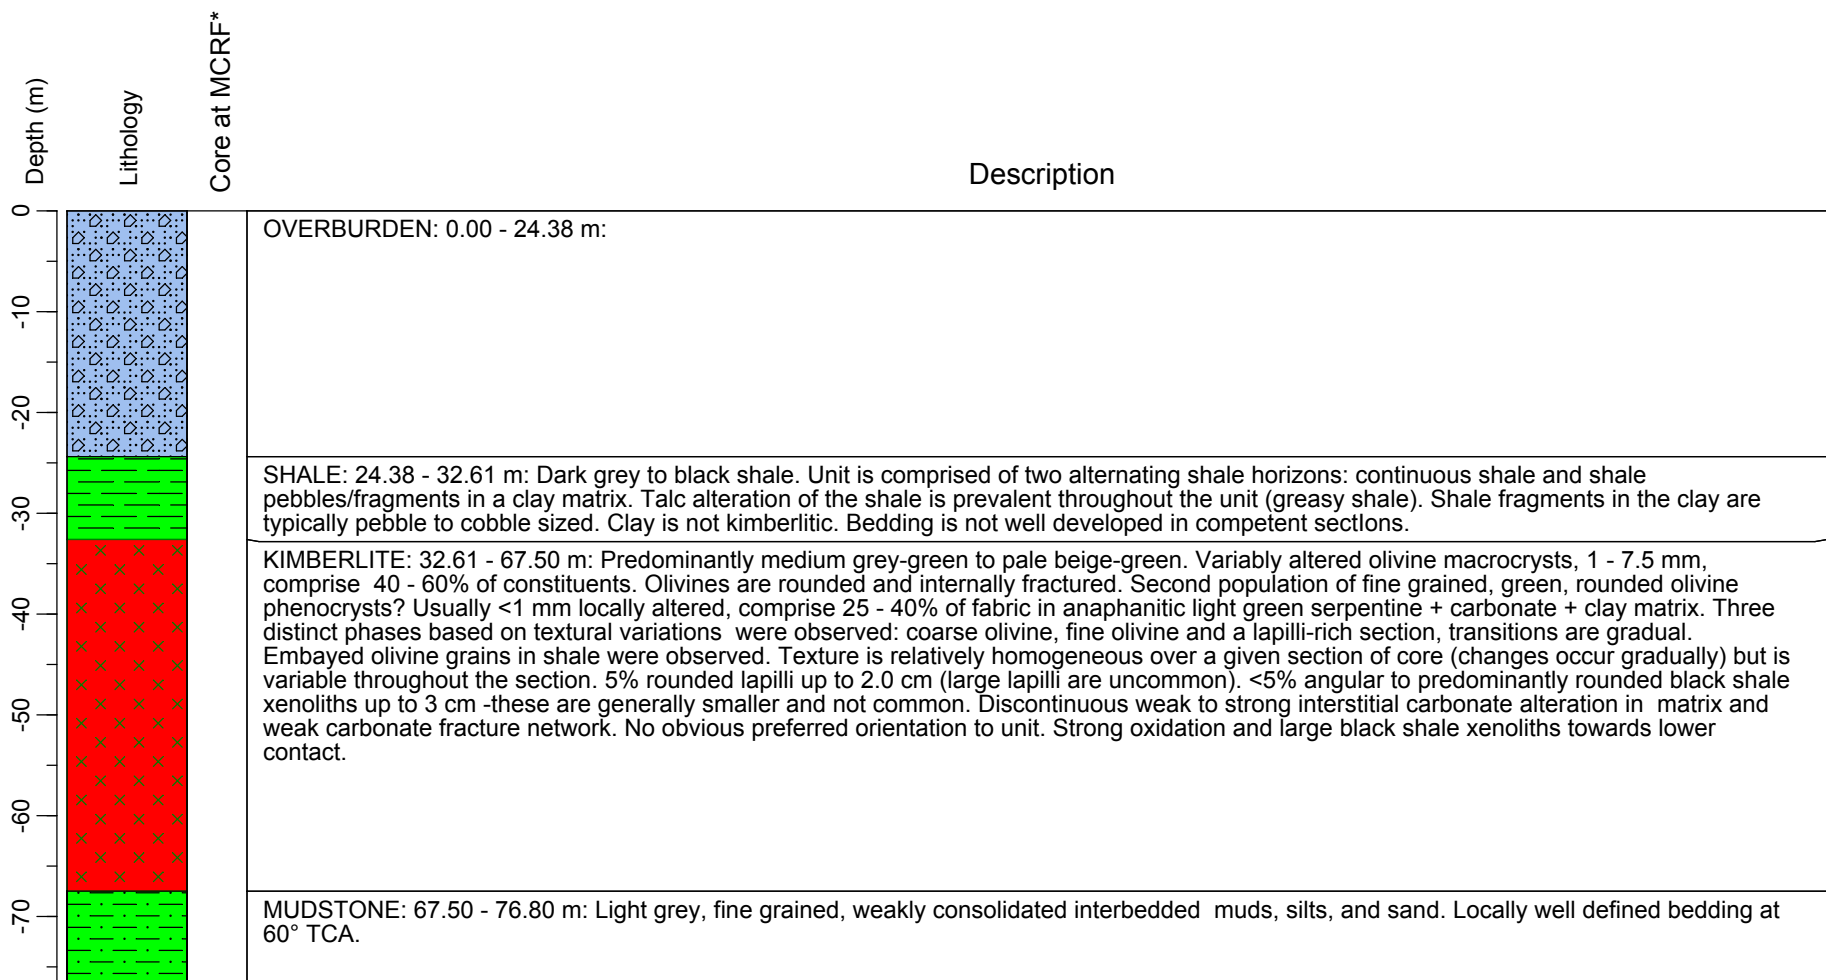 Depth (m)
Lithology
Core at MCRF*
Description
0
OVERBURDEN: 0.00 - 24.38 m:
-10
-20
SHALE: 24.38 - 32.61 m: Dark grey to black shale. Unit is comprised of two alternating shale horizons: continuous shale and shale
pebbles/fragments in a clay matrix. Talc alteration of the shale is prevalent throughout the unit (greasy shale). Shale fragments in the clay are
typically pebble to cobble sized. Clay is not kimberlitic. Bedding is not well developed in competent sectIons.
-30
KIMBERLITE: 32.61 - 67.50 m: Predominantly medium grey-green to pale beige-green. Variably altered olivine macrocrysts, 1 - 7.5 mm,
comprise 40 - 60% of constituents. Olivines are rounded and internally fractured. Second population of fine grained, green, rounded olivine
phenocrysts? Usually <1 mm locally altered, comprise 25 - 40% of fabric in anaphanitic light green serpentine + carbonate + clay matrix. Three
distinct phases based on textural variations were observed: coarse olivine, fine olivine and a lapilli-rich section, transitions are gradual.
Embayed olivine grains in shale were observed. Texture is relatively homogeneous over a given section of core (changes occur gradually) but is
variable throughout the section. 5% rounded lapilli up to 2.0 cm (large lapilli are uncommon). <5% angular to predominantly rounded black shale
xenoliths up to 3 cm -these are generally smaller and not common. Discontinuous weak to strong interstitial carbonate alteration in matrix and
weak carbonate fracture network. No obvious preferred orientation to unit. Strong oxidation and large black shale xenoliths towards lower
contact.
-40
-50
-60
MUDSTONE: 67.50 - 76.80 m: Light grey, fine grained, weakly consolidated interbedded muds, silts, and sand. Locally well defined bedding at
60° TCA.
-70